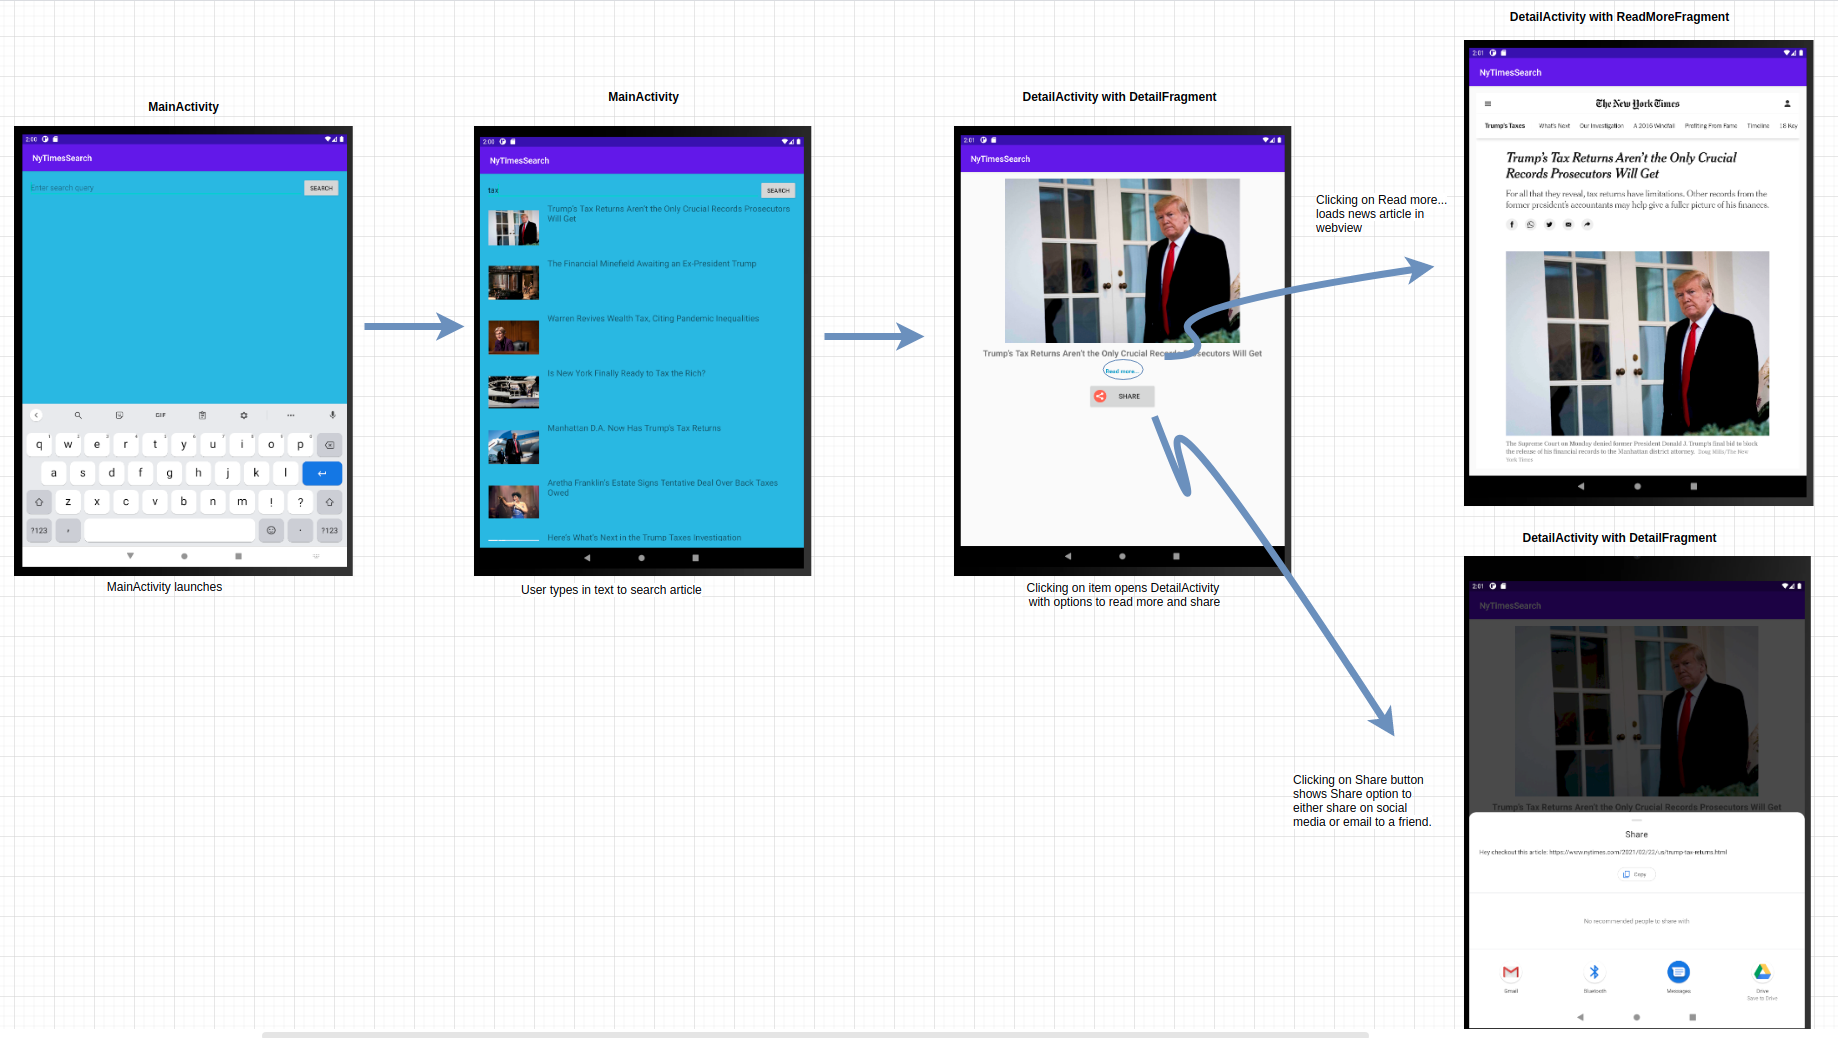 MainActivity
2:00
NyTimesSearch
Enter search query
SEARCH
GIF
q w e r t y u i o p
a s d f g h j k l
z x c v b n m ! ?
?123 , . ?123
MainActivity launches
MainActivity
2:00
NyTimesSearch
tax
SEARCH
Trump's Tax Returns Aren't the Only Crucial Records Prosecutors
Will Get
The Financial Minefield Awaiting an Ex-President Trump
Warren Revives Wealth Tax, Citing Pandemic Inequalities
Is New York Finally Ready to Tax the Rich?
Manhattan D.A. Now Has Trump's Tax Returns
Aretha Franklin's Estate Signs Tentative Deal Over Back Taxes
Owed
Here's What's Next in the Trump Taxes Investigation
User types in text to search article
DetailActivity with DetailFragment
2:01
NyTimesSearch
Trump's Tax Returns Aren't the Only Crucial Records Prosecutors Will Get
Read more...
SHARE
Clicking on item opens DetailActivity
with options to read more and share
Clicking on Read more...
loads news article in
webview
DetailActivity with ReadMoreFragment
2:01
NyTimesSearch
The New York Times
Trump's Taxes What's Next Our Investigation A 2016 Windfall Profiting From Fame Timeline 18 Key
Trump's Tax Returns Aren't the Only Crucial
Records Prosecutors Will Get
For all that they reveal, tax returns have limitations. Other records from the
former president's accountants may help give a fuller picture of his finances.
The Supreme Court on Monday denied former President Donald J. Trump's final bid to block
the release of his financial records to the Manhattan district attorney. Doug Mills/The New
York Times
Clicking on Share button
shows Share option to
either share on social
media or email to a friend.
DetailActivity with DetailFragment
2:01
NyTimesSearch
Trump's Tax Returns Aren't the Only Crucial Records Prosecutors Will Get
Share
Hey checkout this article: https://www.nytimes.com/2021/02/22/us/trump-tax-returns.html
Copy
No recommended people to share with
Gmail
Bluetooth
Messages
Drive
Save to Drive